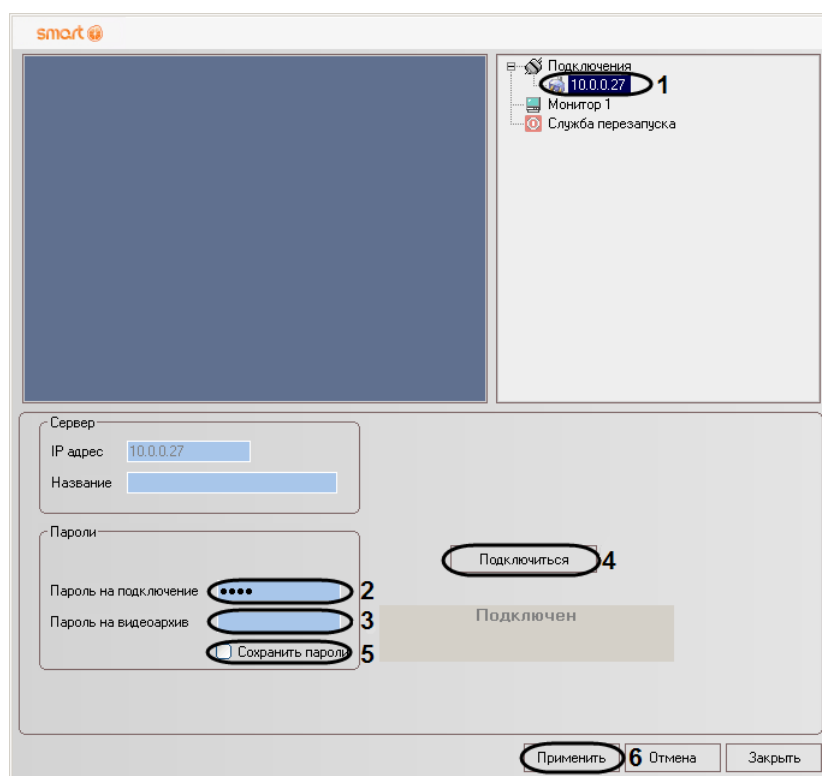 smart
Подключения
10.0.0.27 1
Монитор 1
Служба перезапуска
Сервер
IP адрес 10.0.0.27
Название
Пароли
Подключиться 4
Пароль на подключение •••• 2
Пароль на видеоархив 3
Подключен
Сохранить пароли 5
Применить 6 Отмена Закрыть